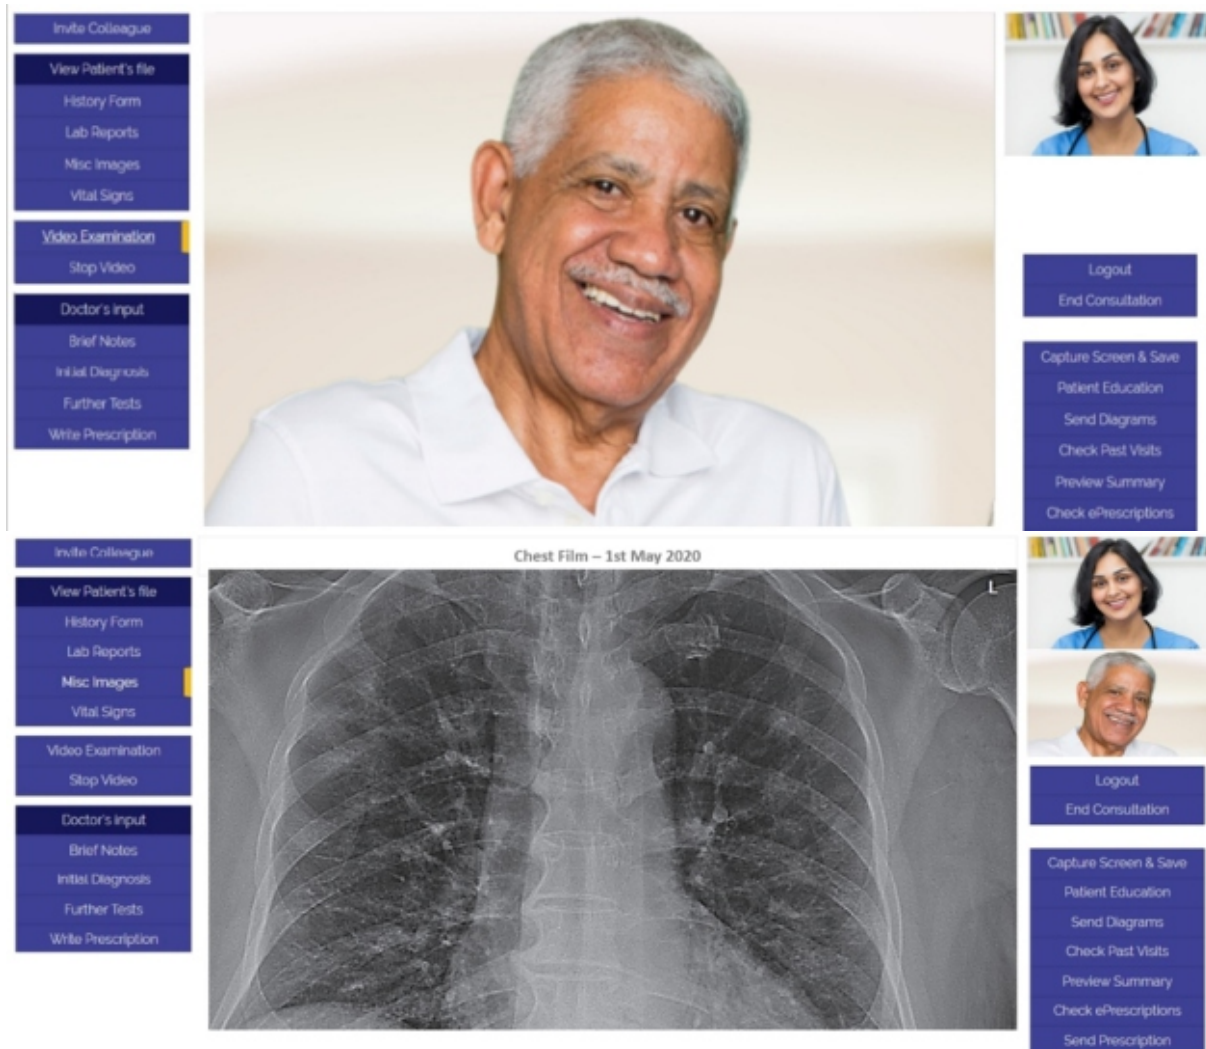 Invite Colleague
View Patient's file
History Form
Lab Reports
Misc Images
Vital Signs
Video Examination
Stop Video
Doctor's input
Brief Notes
Initial Diagnosis
Further Tests
Write Prescription
Logout
End Consultation
Capture Screen & Save
Patient Education
Send Diagrams
Check Past Visits
Preview Summary
Check ePrescriptions
Invite Colleague
View Patient's file
History Form
Lab Reports
Misc Images
Vital Signs
Video Examination
Stop Video
Doctor's input
Brief Notes
Initial Diagnosis
Further Tests
Write Prescription
Chest Film – 1st May 2020
L
Logout
End Consultation
Capture Screen & Save
Patient Education
Send Diagrams
Check Past Visits
Preview Summary
Check ePrescriptions
Send Prescription